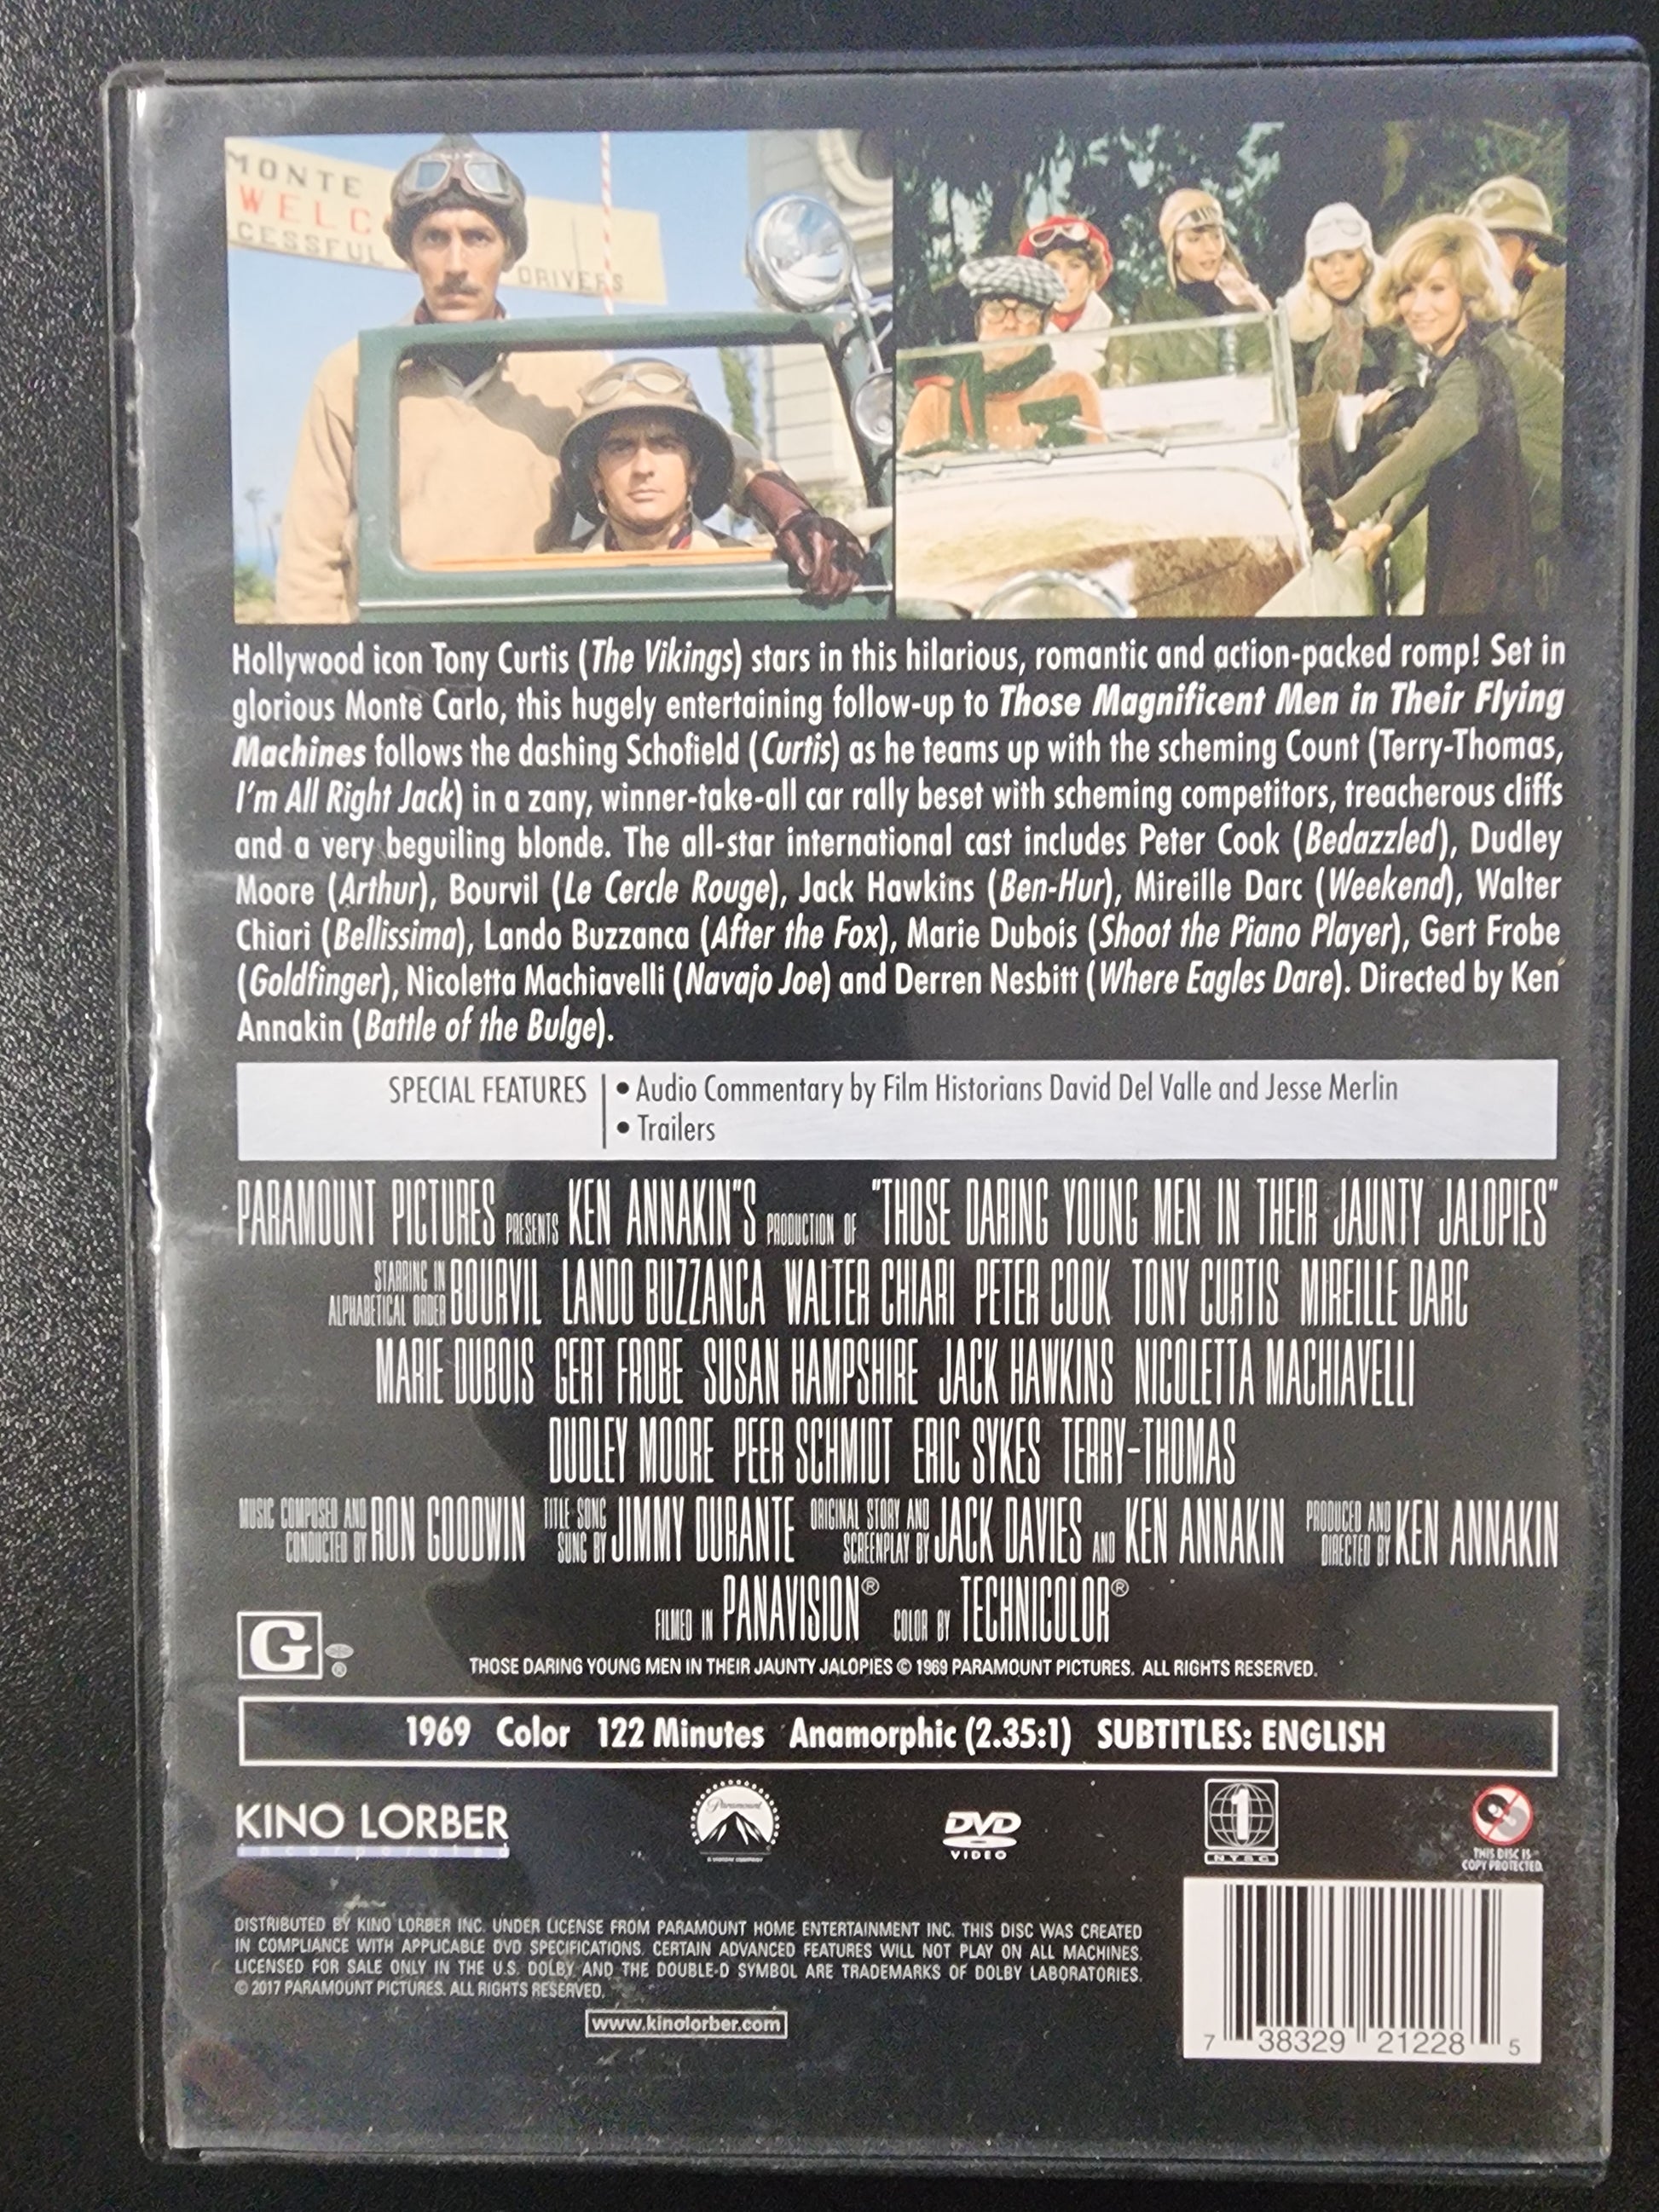 MONTE
WELC
CESSFUL
DRIVERS
Hollywood icon Tony Curtis (The Vikings) stars in this hilarious, romantic and action-packed romp! Set in
glorious Monte Carlo, this hugely entertaining follow-up to Those Magnificent Men in Their Flying
Machines follows the dashing Schofield (Curtis) as he teams up with the scheming Count (Terry-Thomas,
I'm All Right Jack) in a zany, winner-take-all car rally beset with scheming competitors, treacherous cliffs
and a very beguiling blonde. The all-star international cast includes Peter Cook (Bedazzled), Dudley
Moore (Arthur), Bourvil (Le Cercle Rouge), Jack Hawkins (Ben-Hur), Mireille Darc (Weekend), Walter
Chiari (Bellissima), Lando Buzzanca (After the Fox), Marie Dubois (Shoot the Piano Player), Gert Frobe
(Goldfinger), Nicoletta Machiavelli (Navajo Joe) and Derren Nesbitt (Where Eagles Dare). Directed by Ken
Annakin (Battle of the Bulge).
SPECIAL FEATURES • Audio Commentary by Film Historians David Del Valle and Jesse Merlin
• Trailers
PARAMOUNT PICTURES PRESENTS KEN ANNAKIN"S PRODUCTION OF "THOSE DARING YOUNG MEN IN THEIR JAUNTY JALOPIES"
STARRING IN ALPHABETICAL ORDER BOURVIL LANDO BUZZANCA WALTER CHIARI PETER COOK TONY CURTIS MIREILLE DARC
MARIE DUBOIS GERT FROBE SUSAN HAMPSHIRE JACK HAWKINS NICOLETTA MACHIAVELLI
DUDLEY MOORE PEER SCHMIDT ERIC SYKES TERRY-THOMAS
MUSIC COMPOSED AND CONDUCTED BY RON GOODWIN TITLE SONG SUNG BY JIMMY DURANTE ORIGINAL STORY AND SCREENPLAY BY JACK DAVIES AND KEN ANNAKIN PRODUCED AND DIRECTED BY KEN ANNAKIN
FILMED IN PANAVISION® COLOR BY TECHNICOLOR®
G ®
THOSE DARING YOUNG MEN IN THEIR JAUNTY JALOPIES © 1969 PARAMOUNT PICTURES. ALL RIGHTS RESERVED.
1969 Color 122 Minutes Anamorphic (2.35:1) SUBTITLES: ENGLISH
KINO LORBER
incorporated
Paramount
DVD
VIDEO
1
NTSC
THIS DISC IS
COPY PROTECTED.
DISTRIBUTED BY KINO LORBER INC. UNDER LICENSE FROM PARAMOUNT HOME ENTERTAINMENT INC. THIS DISC WAS CREATED
IN COMPLIANCE WITH APPLICABLE DVD SPECIFICATIONS. CERTAIN ADVANCED FEATURES WILL NOT PLAY ON ALL MACHINES.
LICENSED FOR SALE ONLY IN THE U.S. DOLBY AND THE DOUBLE-D SYMBOL ARE TRADEMARKS OF DOLBY LABORATORIES.
© 2017 PARAMOUNT PICTURES. ALL RIGHTS RESERVED.
www.kinolorber.com
7 38329 21228 5